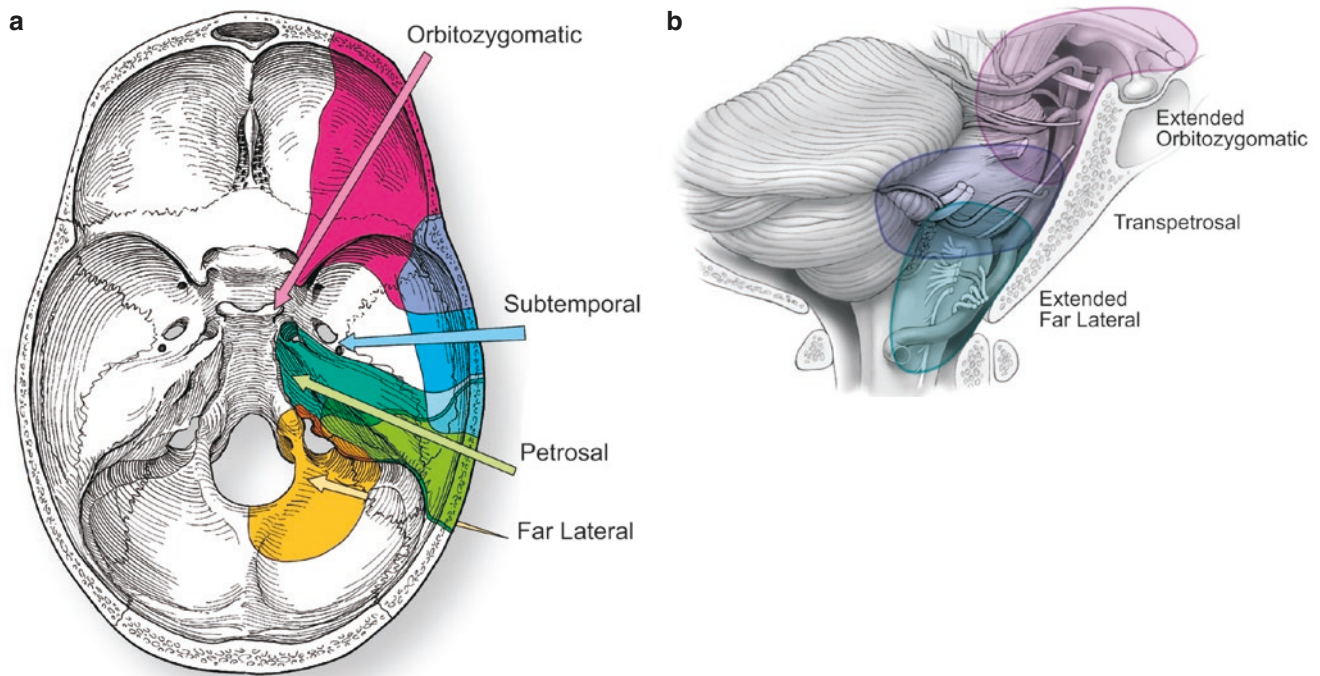 a
Orbitozygomatic
Subtemporal
Petrosal
Far Lateral
b
Extended
Orbitozygomatic
Transpetrosal
Extended
Far Lateral